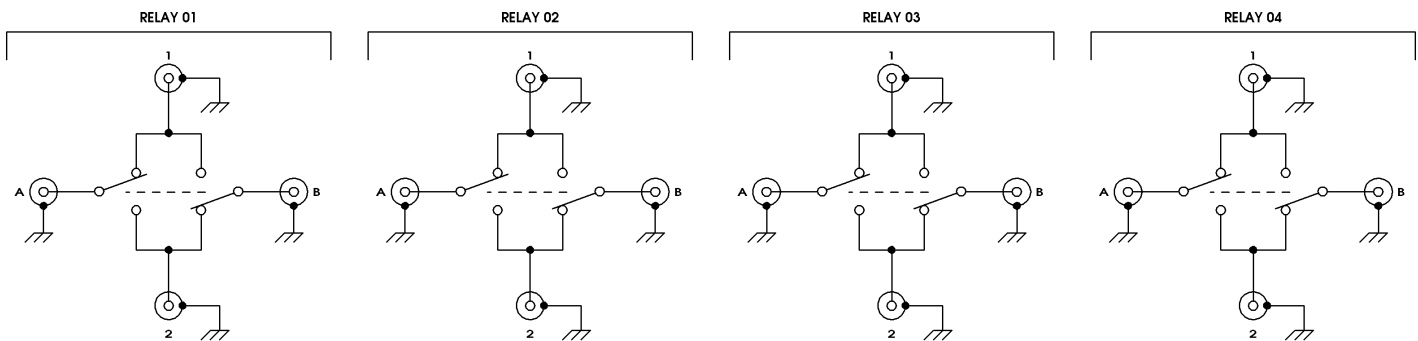 RELAY 01 RELAY 02 RELAY 03 RELAY 04
1 1 1 1
A B A B A B A B
2 2 2 2